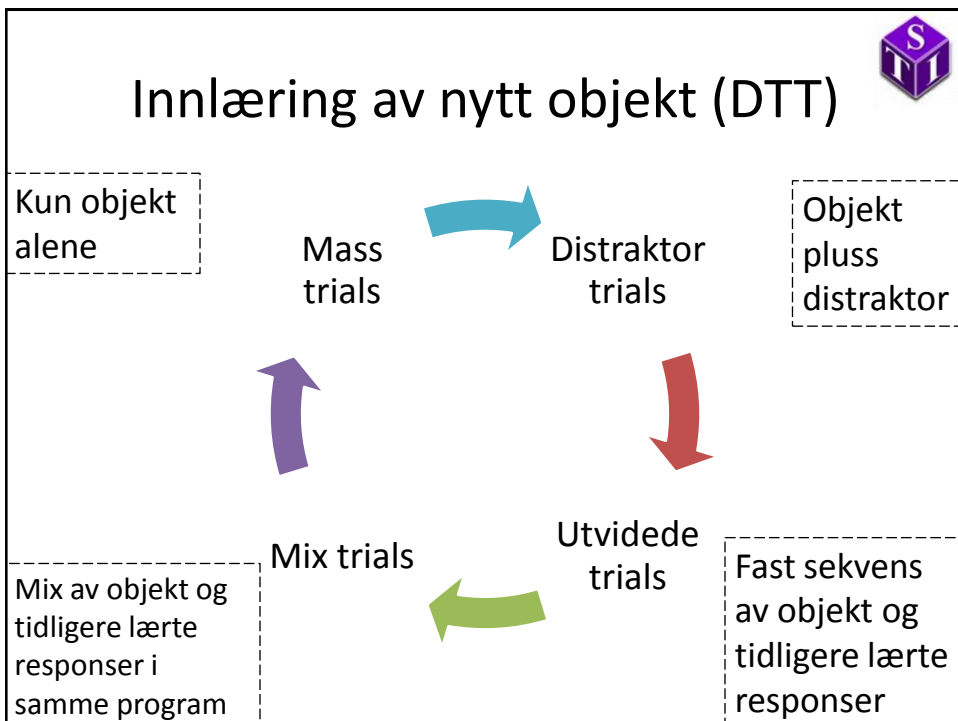 S
T I
Innlæring av nytt objekt (DTT)
Kun objekt
alene
Mass
trials
Distraktor
trials
Objekt
pluss
distraktor
Mix trials
Utvidede
trials
Mix av objekt og
tidligere lærte
responser i
samme program
Fast sekvens
av objekt og
tidligere lærte
responser